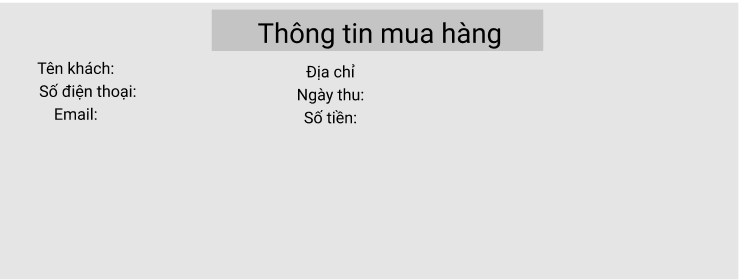 Thông tin mua hàng
Tên khách:
Số điện thoại:
Email:
Địa chỉ
Ngày thu:
Số tiền: